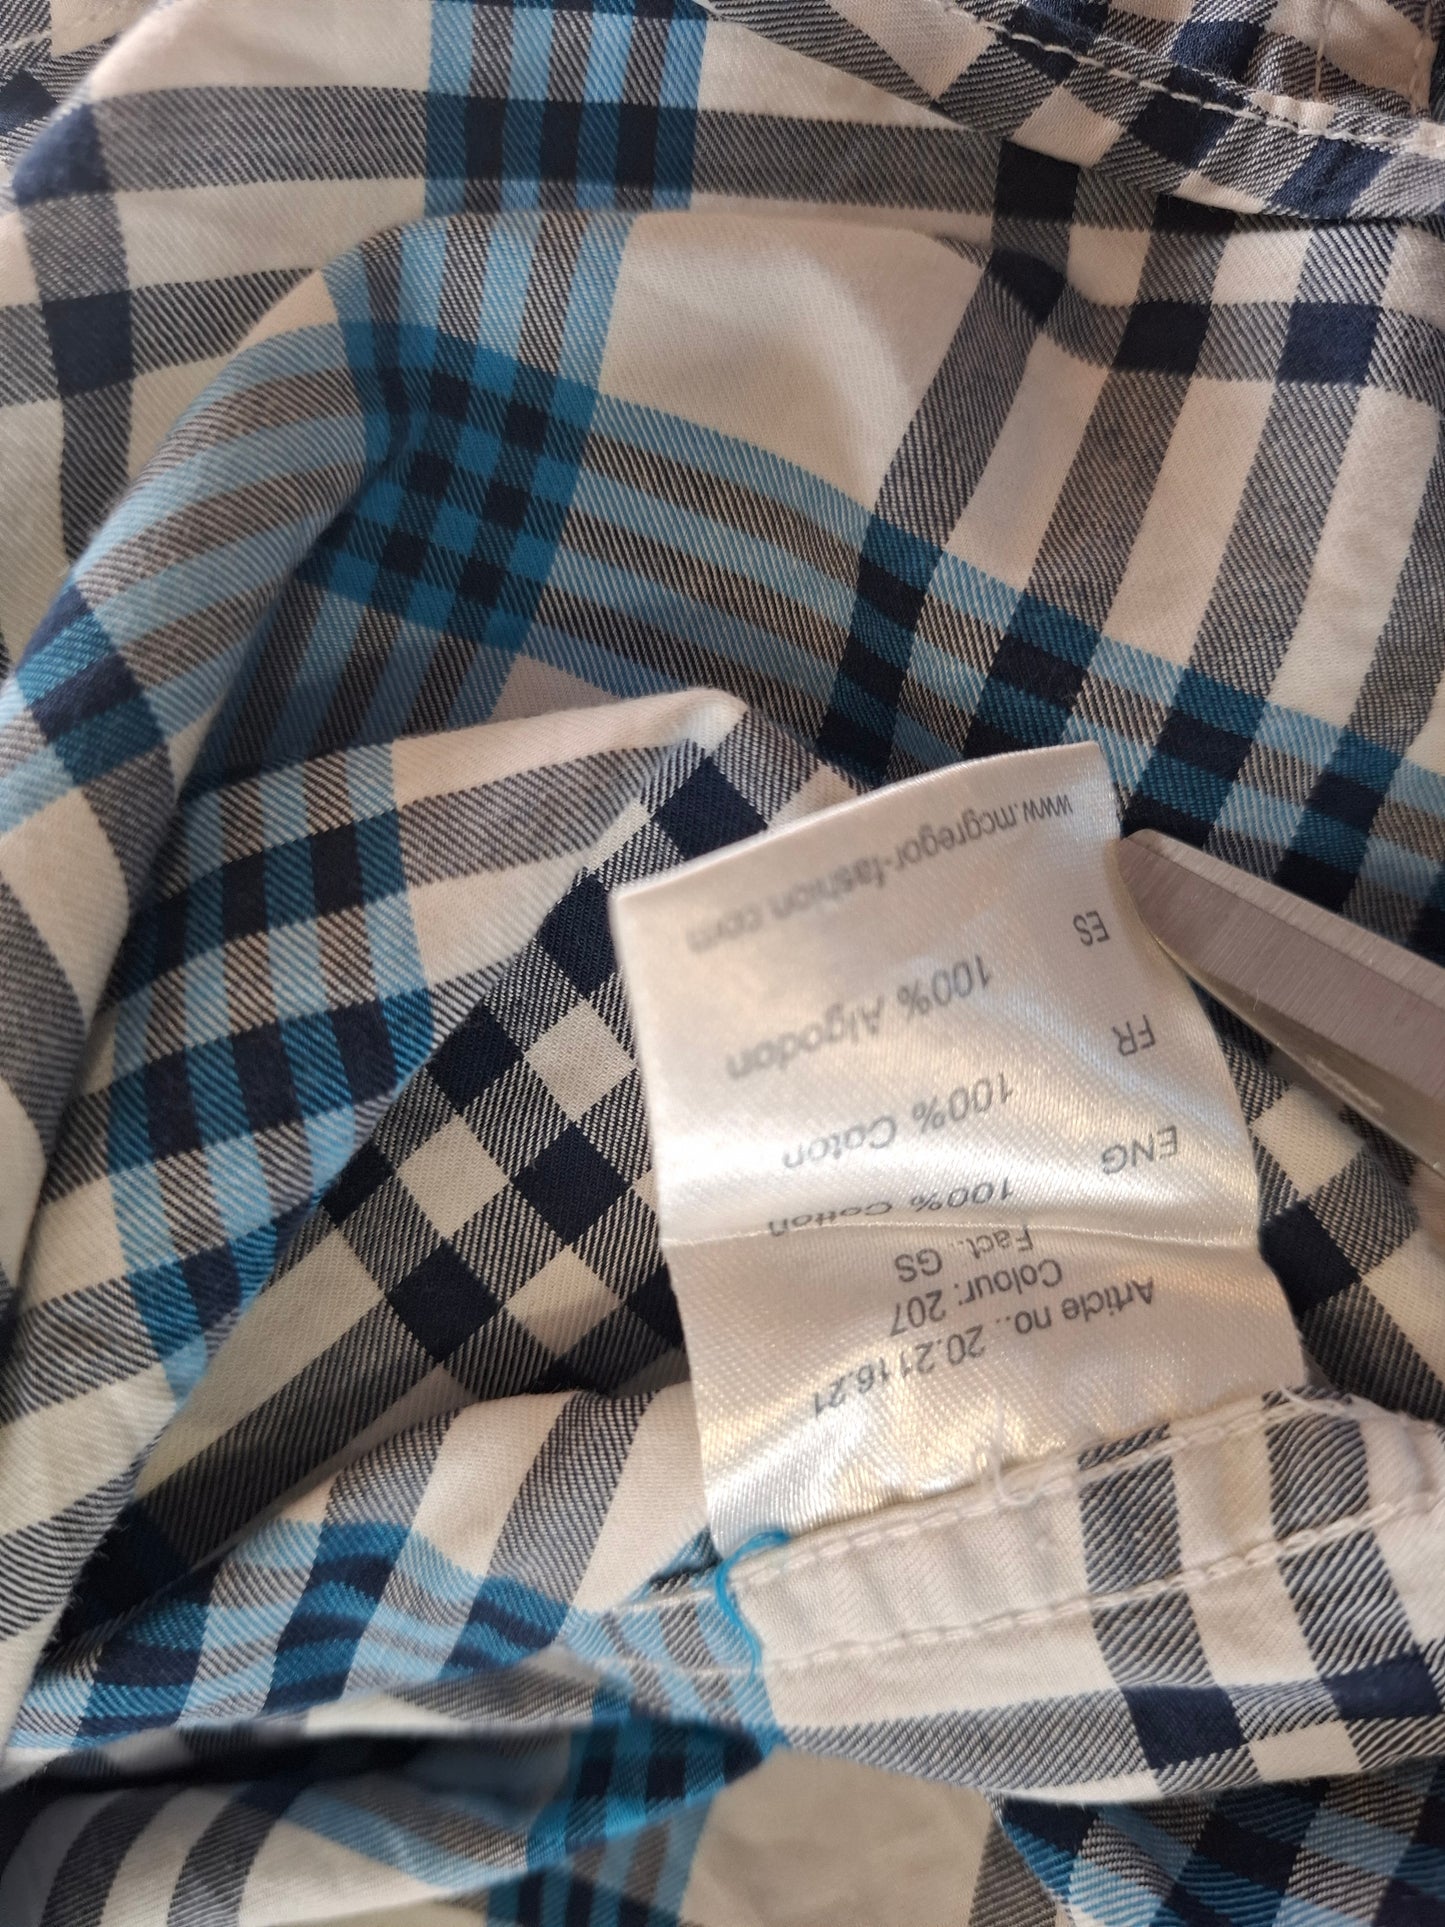 Article no.. 20.2116.21
Colour: 207
Fact.. GS
100% Cotton
ENG
100% Coton
FR
100% Algodon
ES
www.mcgregor-fashion.com